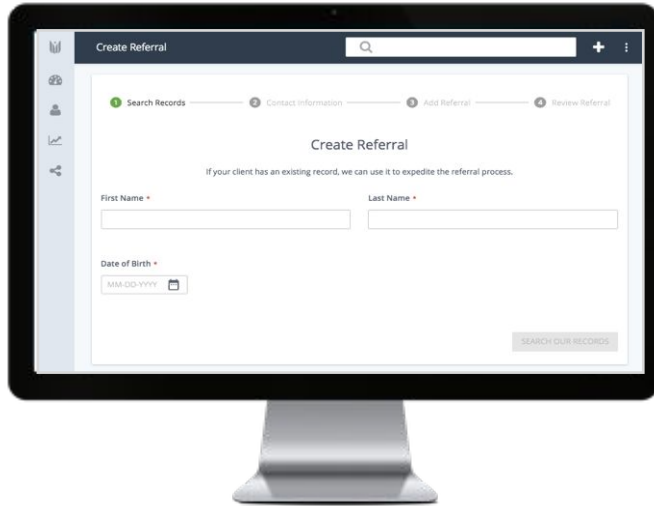 Create Referral
1 Search Records 2 Contact Information 3 Add Referral 4 Review Referral
Create Referral
If your client has an existing record, we can use it to expedite the referral process.
First Name * Last Name *
Date of Birth *
MM-DD-YYYY
SEARCH OUR RECORDS